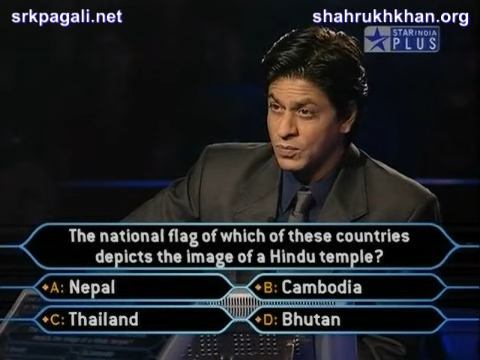 srkpagali.net
shahrukhkhan.org
STAR INDIA
PLUS
The national flag of which of these countries
depicts the image of a Hindu temple?
A: Nepal
B: Cambodia
C: Thailand
D: Bhutan